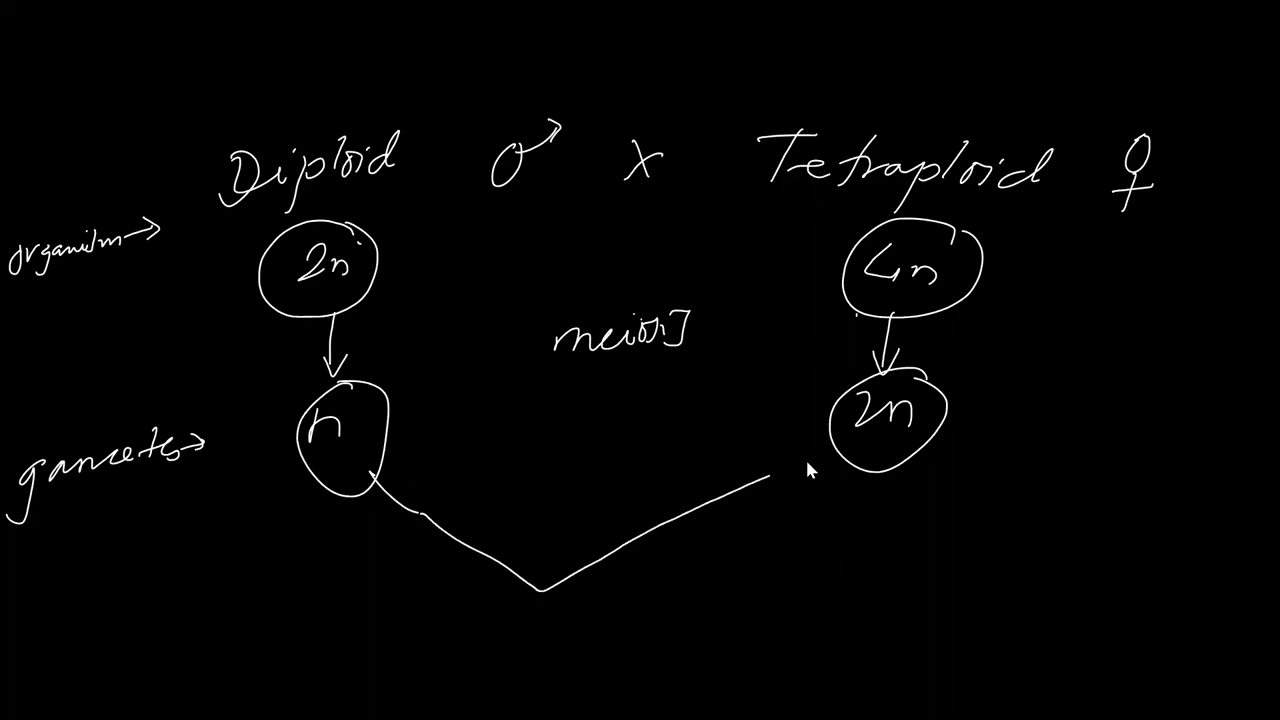 Diploid ♂ x Tetraploid ♀
organism →
2n 4n
meiosis
n 2n
gametes →